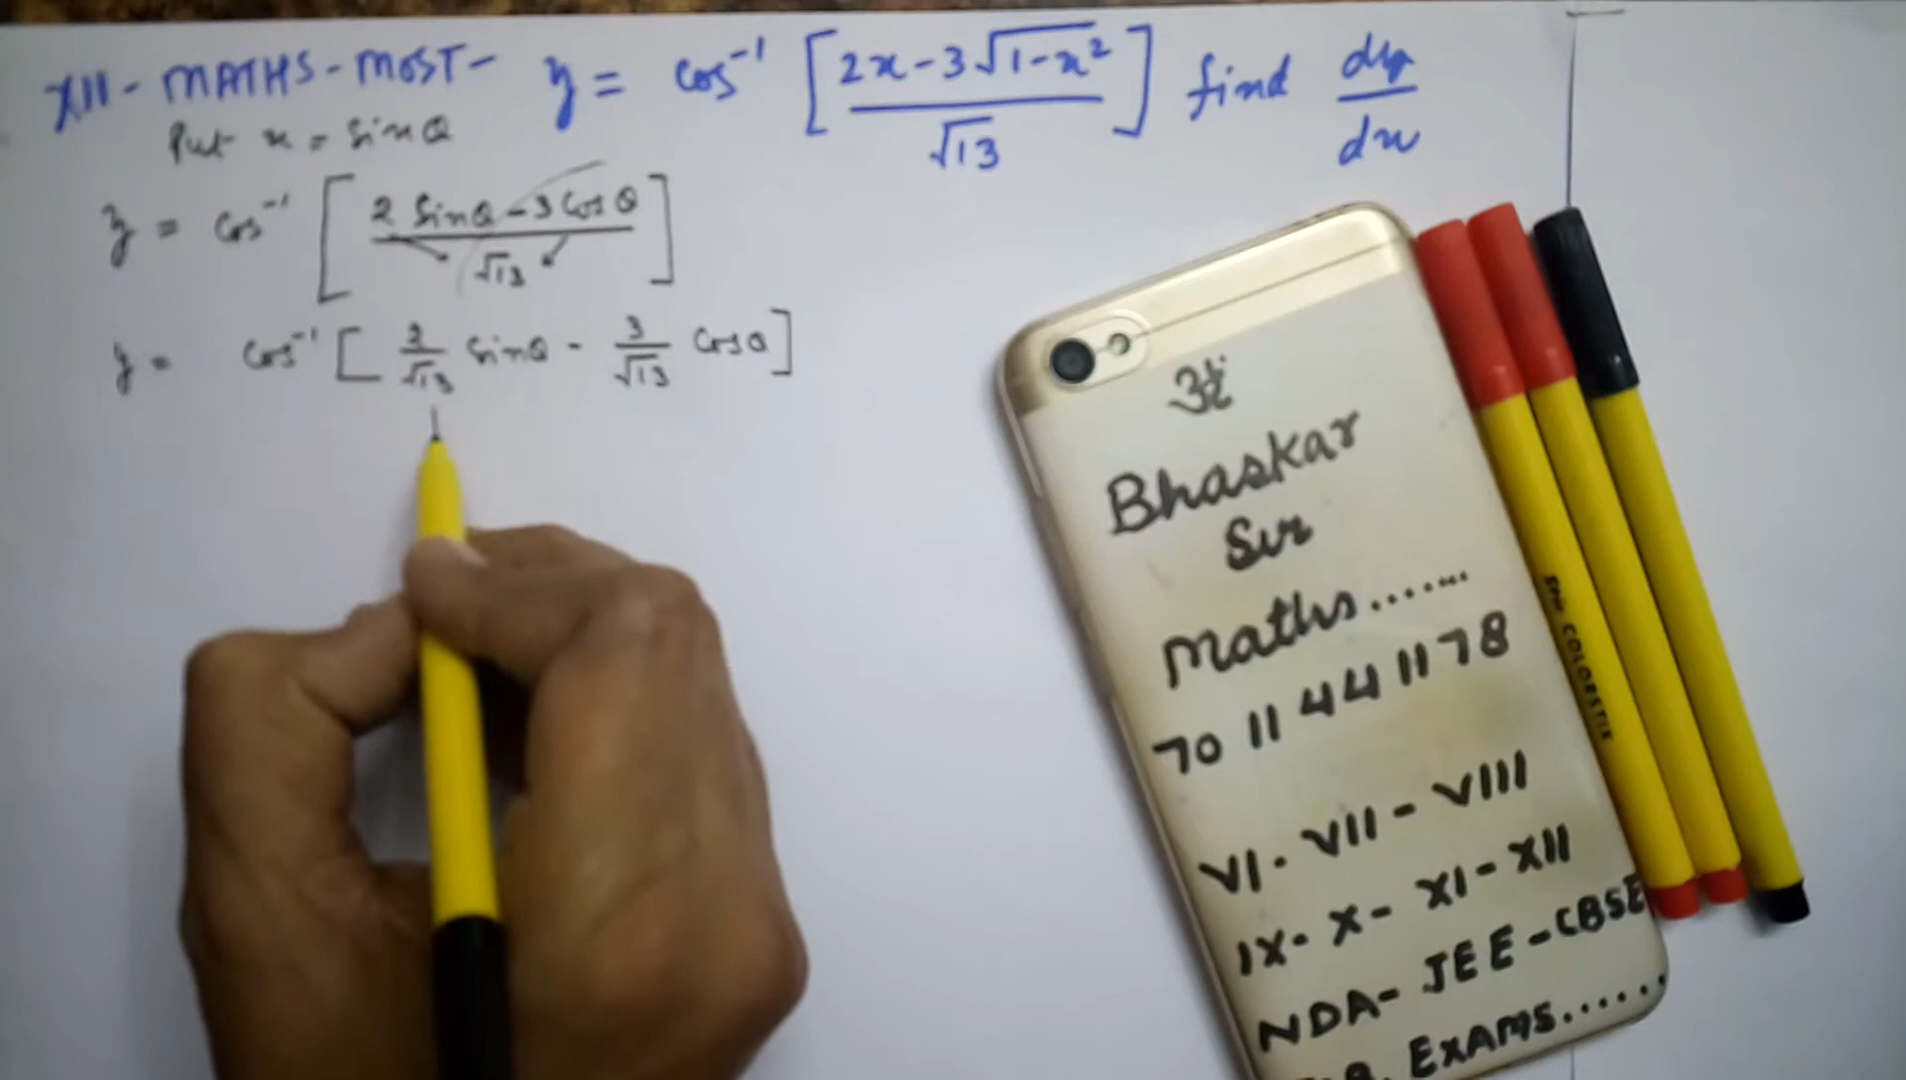 XII - MATHS - MOST - y = cos⁻¹ [ (2x - 3√(1-x²)) / √13 ] find dy/dx
Put x = Sinθ
y = Cos⁻¹ [ (2 Sinθ - 3 Cosθ) / √13 ]
y = Cos⁻¹ [ 2/√13 Sinθ - 3/√13 Cosθ ]
ॐ
Bhaskar
Sir
Maths.......
70 11 44 11 78
VI - VII - VIII
IX - X - XI - XII
NDA - JEE - CBSE
EXAMS......
COLORSTIX